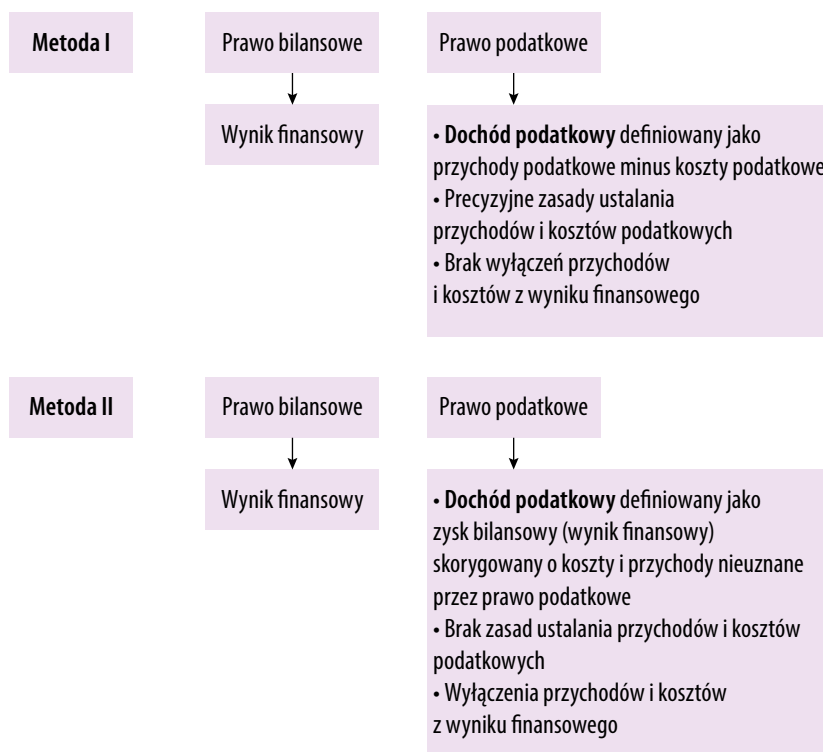 Metoda I
Prawo bilansowe
Prawo podatkowe
Wynik finansowy
• Dochód podatkowy definiowany jako
przychody podatkowe minus koszty podatkowe
• Precyzyjne zasady ustalania
przychodów i kosztów podatkowych
• Brak wyłączeń przychodów
i kosztów z wyniku finansowego
Metoda II
Prawo bilansowe
Prawo podatkowe
Wynik finansowy
• Dochód podatkowy definiowany jako
zysk bilansowy (wynik finansowy)
skorygowany o koszty i przychody nieuznane
przez prawo podatkowe
• Brak zasad ustalania przychodów i kosztów
podatkowych
• Wyłączenia przychodów i kosztów
z wyniku finansowego